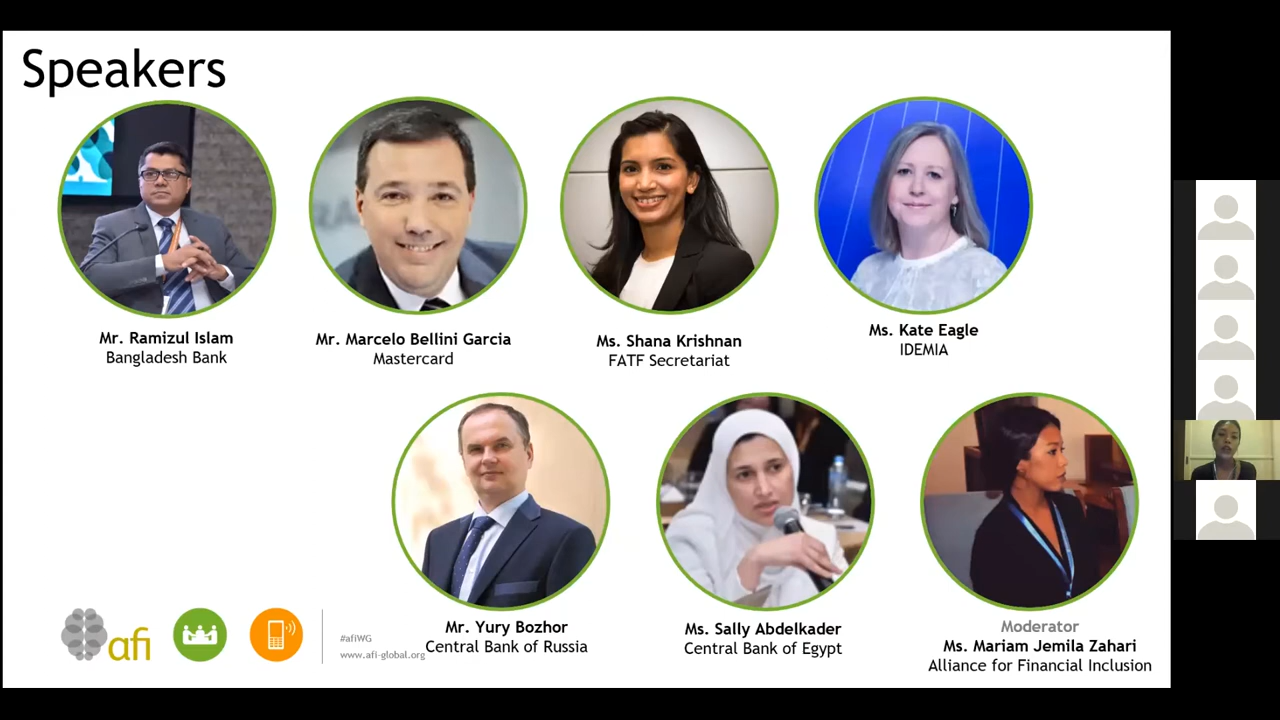 Speakers
Mr. Ramizul Islam
Bangladesh Bank
Mr. Marcelo Bellini Garcia
Mastercard
Ms. Shana Krishnan
FATF Secretariat
Ms. Kate Eagle
IDEMIA
Mr. Yury Bozhor
Central Bank of Russia
Ms. Sally Abdelkader
Central Bank of Egypt
Moderator
Ms. Mariam Jemila Zahari
Alliance for Financial Inclusion
afi
#afiWG
www.afi-global.org